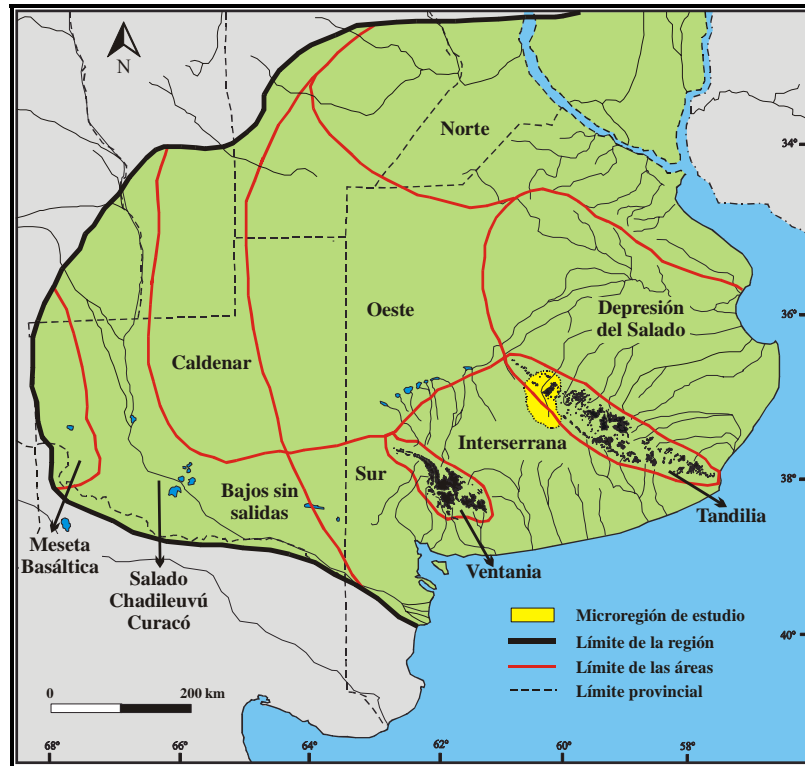 N
Norte
34°
Oeste
Depresión
del Salado
36°
Caldenar
Interserrana
Sur
Bajos sin
salidas
38°
Tandilia
Meseta
Basáltica
Salado
Chadileuvú
Curacó
Ventania
Microregión de estudio
Límite de la región
40°
Límite de las áreas
Límite provincial
0
200 km
68°
66°
64°
62°
60°
58°